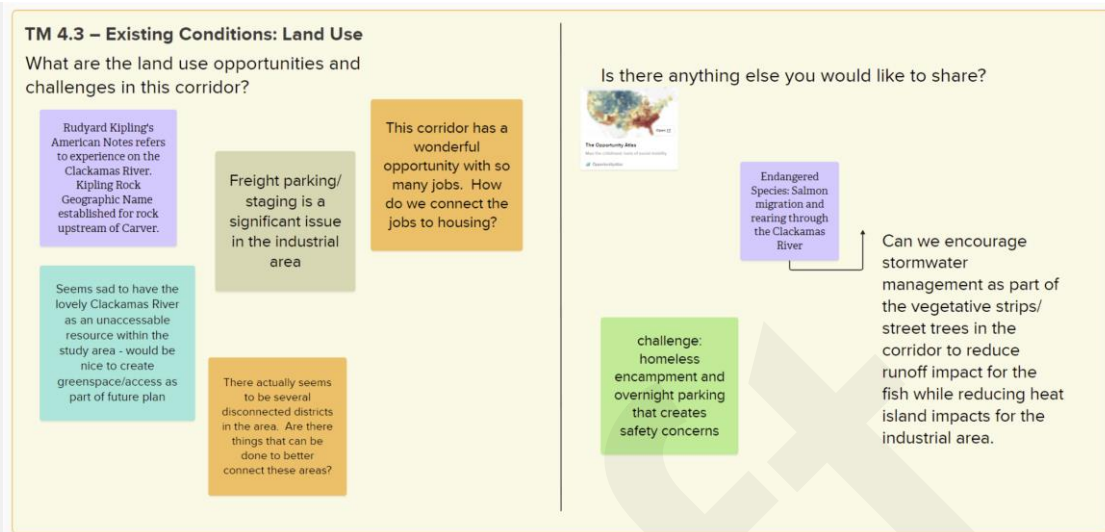 TM 4.3 – Existing Conditions: Land Use
What are the land use opportunities and
challenges in this corridor?
Rudyard Kipling's
American Notes refers
to experience on the
Clackamas River.
Kipling Rock
Geographic Name
established for rock
upstream of Carver.
Freight parking/
staging is a
significant issue
in the industrial
area
This corridor has a
wonderful
opportunity with so
many jobs. How
do we connect the
jobs to housing?
Seems sad to have the
lovely Clackamas River
as an unaccessable
resource within the
study area - would be
nice to create
greenspace/access as
part of future plan
There actually seems
to be several
disconnected districts
in the area. Are there
things that can be
done to better
connect these areas?
Is there anything else you would like to share?
The Opportunity Atlas
Endangered
Species: Salmon
migration and
rearing through
the Clackamas
River
Can we encourage
stormwater
management as part of
the vegetative strips/
street trees in the
corridor to reduce
runoff impact for the
fish while reducing heat
island impacts for the
industrial area.
challenge:
homeless
encampment and
overnight parking
that creates
safety concerns